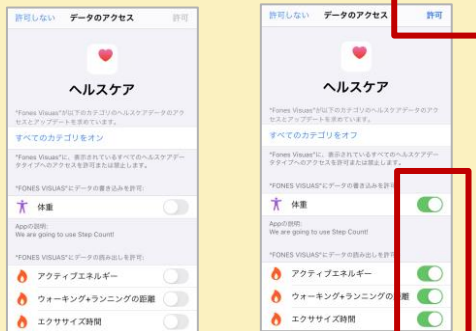 許可しない データのアクセス 許可
ヘルスケア
"Fones Visuas"が以下のカテゴリのヘルスケアデータのアク
セスとアップデートを求めています。
すべてのカテゴリをオン
"Fones Visuas"に、表示されているすべてのヘルスケアデー
タタイプへのアクセスを許可または禁止します。
"FONES VISUAS"にデータの書き込みを許可:
体重
Appの説明:
We are going to use Step Count!
"FONES VISUAS"にデータの読み出しを許可:
アクティブエネルギー
ウォーキング+ランニングの距離
エクササイズ時間
許可しない データのアクセス 許可
ヘルスケア
"Fones Visuas"が以下のカテゴリのヘルスケアデータのアク
セスとアップデートを求めています。
すべてのカテゴリをオフ
"Fones Visuas"に、表示されているすべてのヘルスケアデー
タタイプへのアクセスを許可または禁止します。
"FONES VISUAS"にデータの書き込みを許
体重
Appの説明:
We are going to use Step Count!
"FONES VISUAS"にデータの読み出しを許
アクティブエネルギー
ウォーキング+ランニングの距離
エクササイズ時間